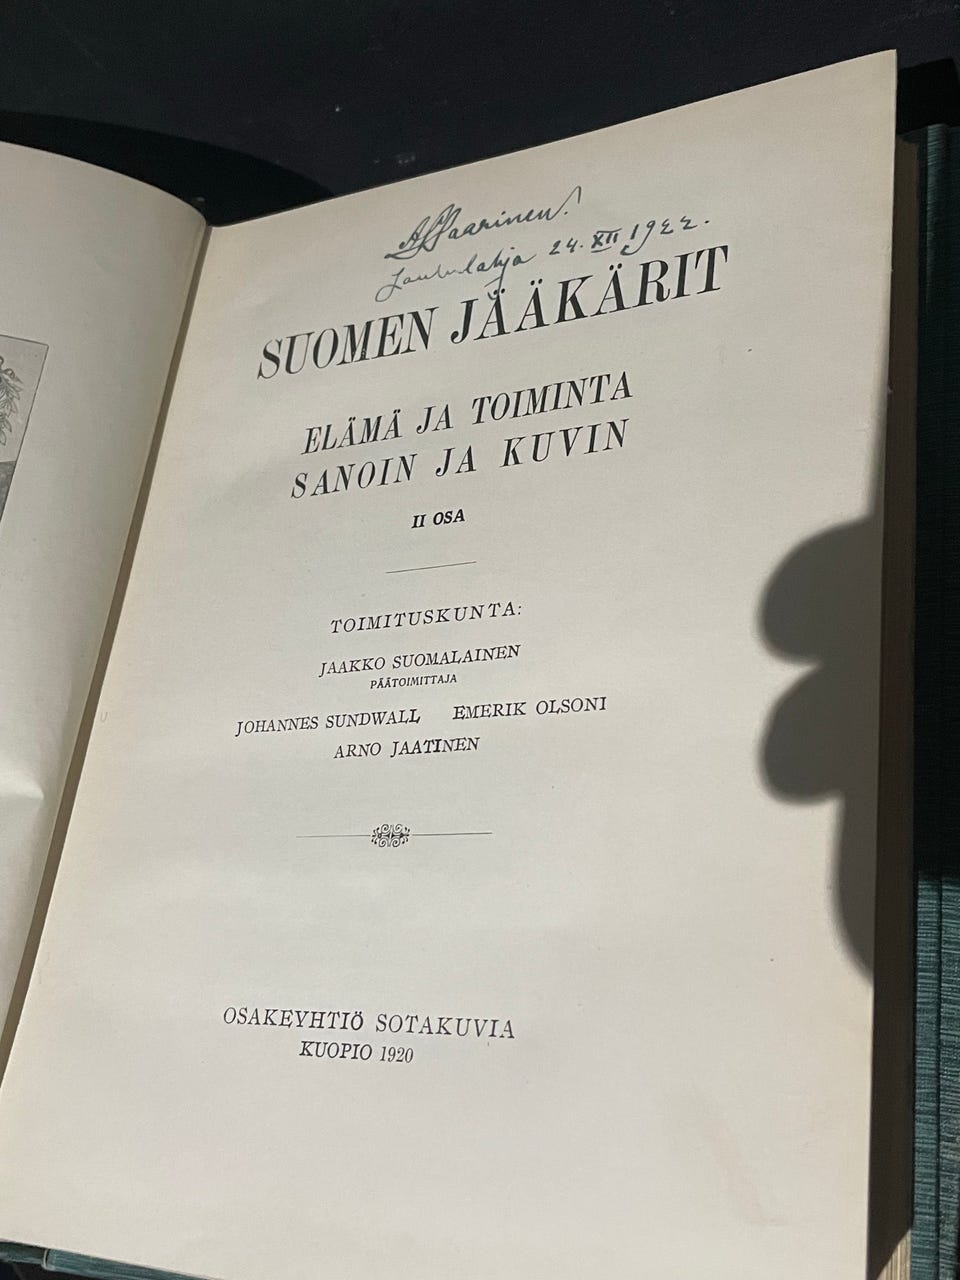 Saarinen.
Joululahja 24. XII 1922.
SUOMEN JÄÄKÄRIT
ELÄMÄ JA TOIMINTA
SANOIN JA KUVIN
II OSA
TOIMITUSKUNTA:
JAAKKO SUOMALAINEN
PÄÄTOIMITTAJA
JOHANNES SUNDWALL EMERIK OLSONI
ARNO JAATINEN
OSAKEYHTIÖ SOTAKUVIA
KUOPIO 1920